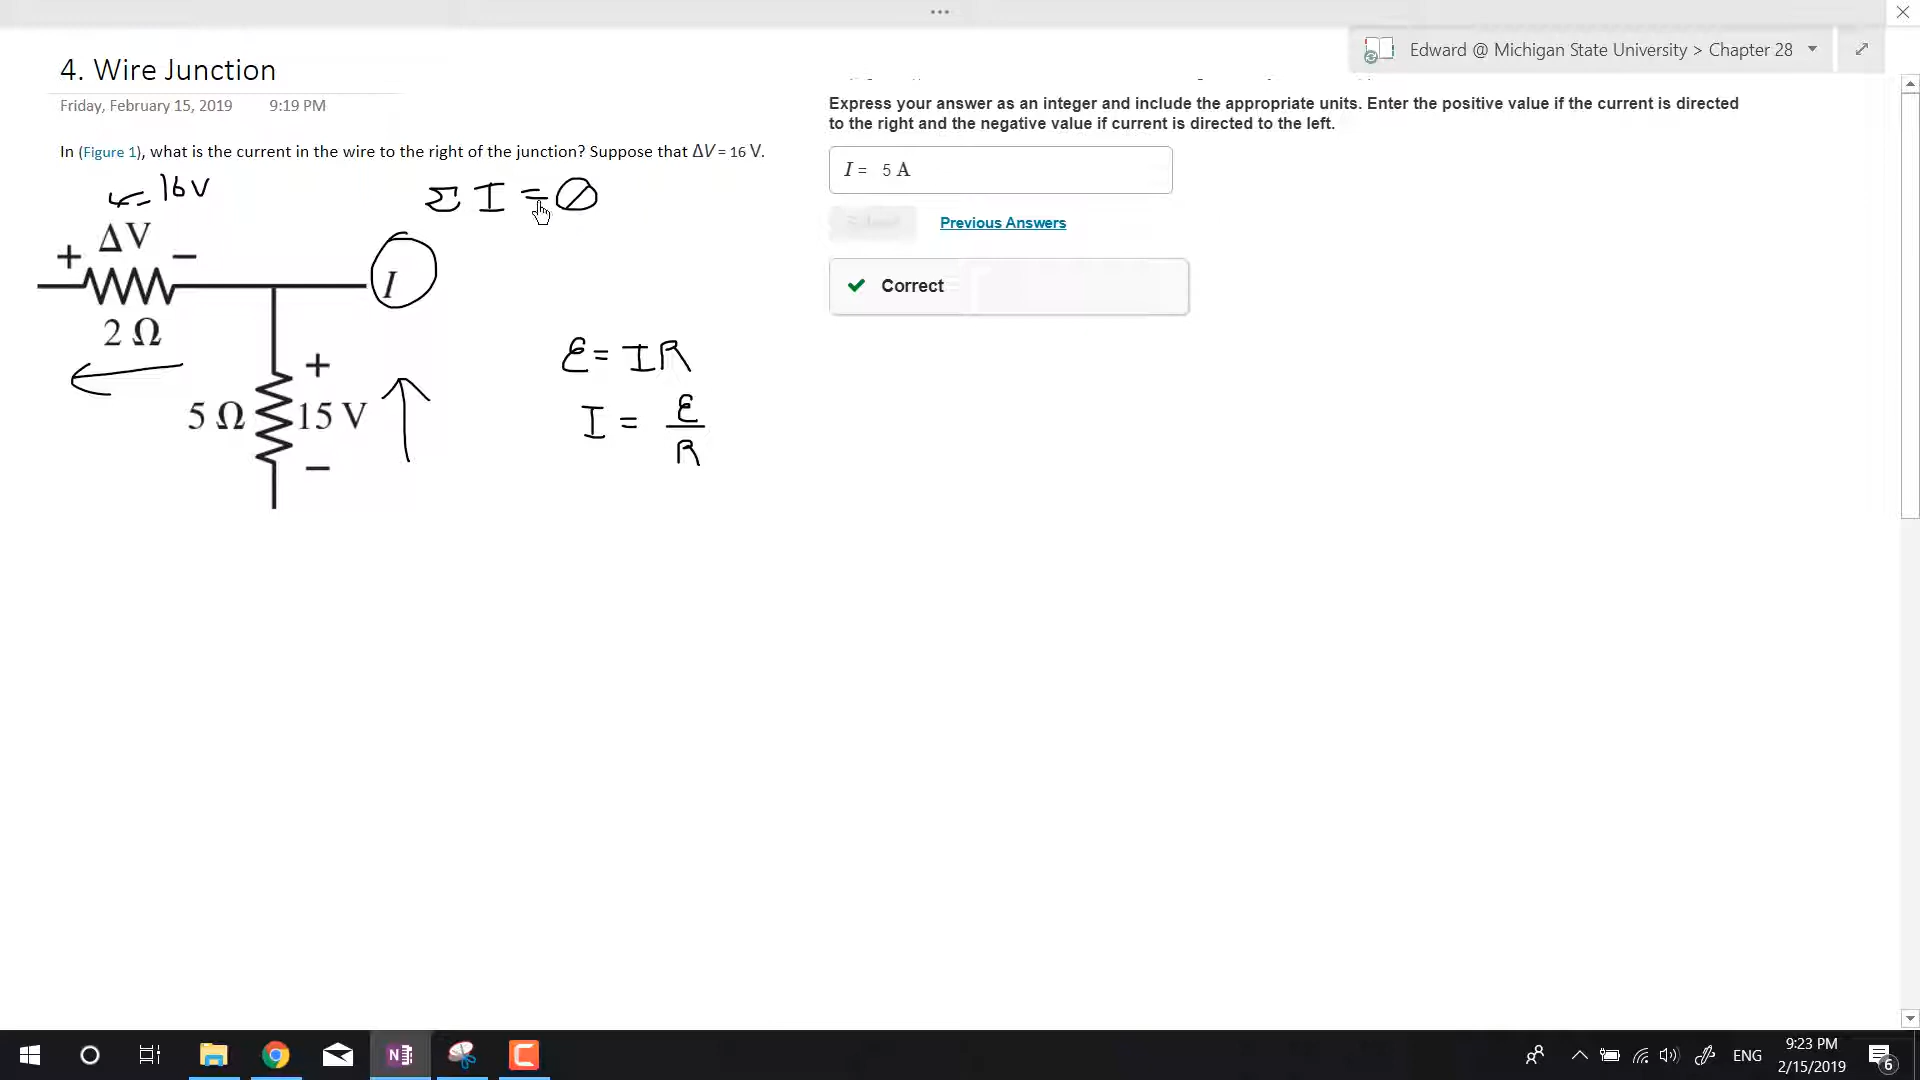 Edward @ Michigan State University > Chapter 28
4. Wire Junction
Friday, February 15, 2019 9:19 PM
In (Figure 1), what is the current in the wire to the right of the junction? Suppose that ΔV = 16 V.
Express your answer as an integer and include the appropriate units. Enter the positive value if the current is directed
to the right and the negative value if current is directed to the left.
I = 5 A
Previous Answers
Correct
16V
Σ I = ∅
ΔV
+ −
I
2 Ω
+
5 Ω 15 V
−
ε = IR
I = ε/R
N
C
ENG
9:23 PM
2/15/2019
6